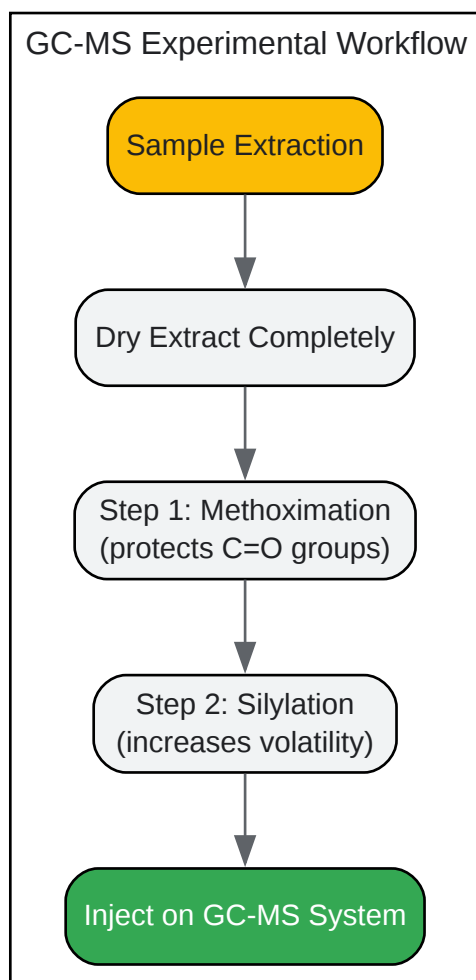 GC-MS Experimental Workflow
Sample Extraction
Dry Extract Completely
Step 1: Methoximation
(protects C=O groups)
Step 2: Silylation
(increases volatility)
Inject on GC-MS System